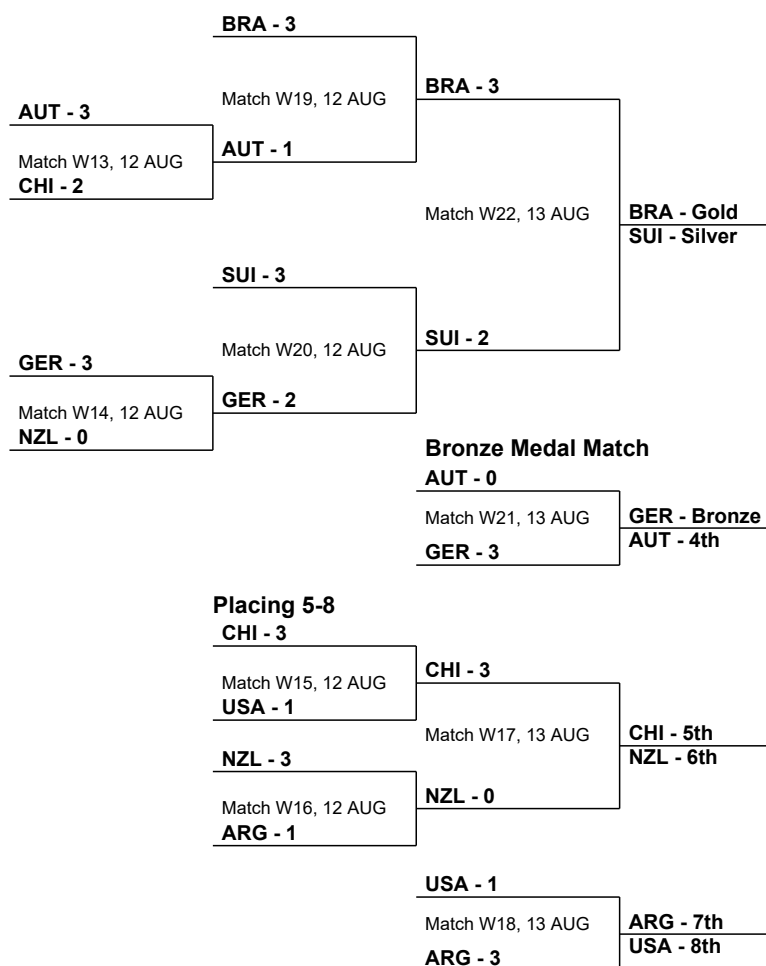 BRA - 3
Match W19, 12 AUG
BRA - 3
AUT - 3
Match W13, 12 AUG
AUT - 1
CHI - 2
Match W22, 13 AUG
BRA - Gold
SUI - Silver
SUI - 3
Match W20, 12 AUG
SUI - 2
GER - 3
Match W14, 12 AUG
GER - 2
NZL - 0
Bronze Medal Match
AUT - 0
Match W21, 13 AUG
GER - Bronze
AUT - 4th
GER - 3
Placing 5-8
CHI - 3
Match W15, 12 AUG
CHI - 3
USA - 1
Match W17, 13 AUG
CHI - 5th
NZL - 6th
NZL - 3
Match W16, 12 AUG
NZL - 0
ARG - 1
USA - 1
Match W18, 13 AUG
ARG - 7th
USA - 8th
ARG - 3